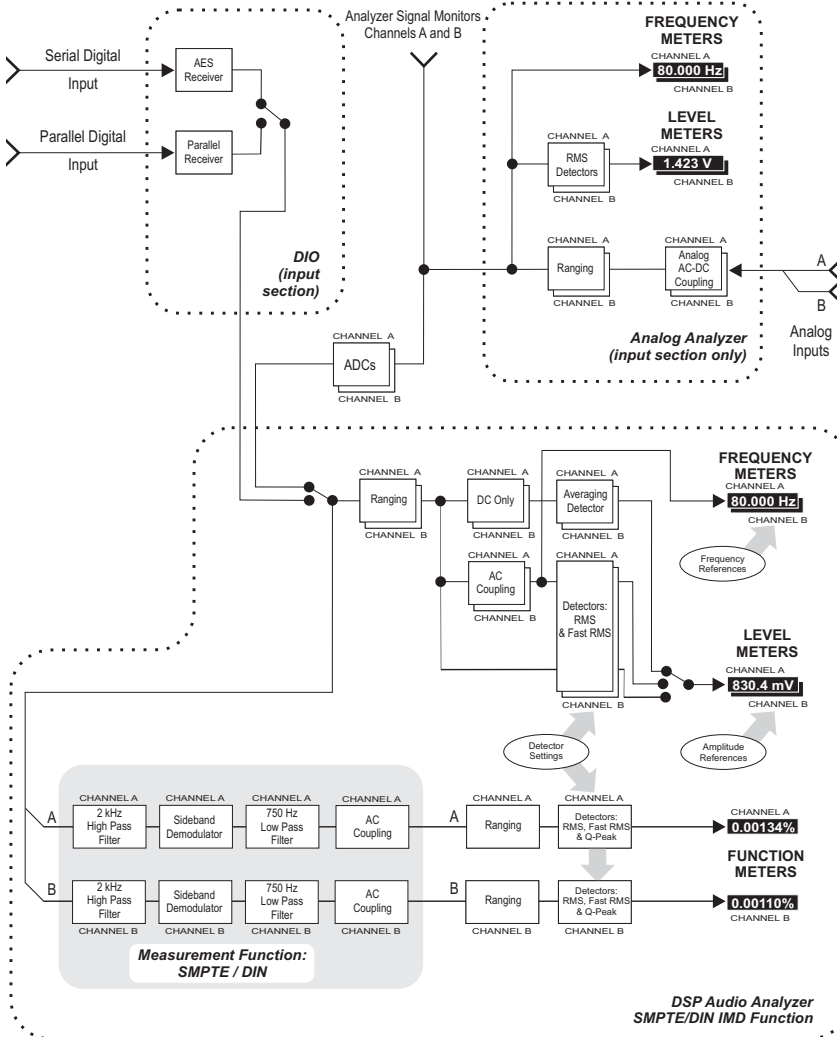 Analyzer Signal Monitors
Channels A and B
Serial Digital
Input
AES
Receiver
Parallel Digital
Input
Parallel
Receiver
DIO
(input
section)
FREQUENCY
METERS
CHANNEL A
80.000 Hz
CHANNEL B
LEVEL
METERS
CHANNEL A
1.423 V
CHANNEL B
CHANNEL A
RMS
Detectors
CHANNEL B
CHANNEL A
Ranging
CHANNEL B
CHANNEL A
Analog
AC-DC
Coupling
CHANNEL B
A
B
Analog
Inputs
Analog Analyzer
(input section only)
CHANNEL A
ADCs
CHANNEL B
CHANNEL A
Ranging
CHANNEL B
CHANNEL A
DC Only
CHANNEL B
CHANNEL A
Averaging
Detector
CHANNEL B
FREQUENCY
METERS
CHANNEL A
80.000 Hz
CHANNEL B
Frequency
References
CHANNEL A
AC
Coupling
CHANNEL B
CHANNEL A
Detectors:
RMS
& Fast RMS
CHANNEL B
LEVEL
METERS
CHANNEL A
830.4 mV
CHANNEL B
Detector
Settings
Amplitude
References
A
CHANNEL A
2 kHz
High Pass
Filter
CHANNEL A
Sideband
Demodulator
CHANNEL A
750 Hz
Low Pass
Filter
CHANNEL A
AC
Coupling
A
CHANNEL A
Ranging
CHANNEL A
Detectors:
RMS, Fast RMS
& Q-Peak
CHANNEL A
0.00134%
FUNCTION
METERS
B
2 kHz
High Pass
Filter
CHANNEL B
Sideband
Demodulator
CHANNEL B
750 Hz
Low Pass
Filter
CHANNEL B
AC
Coupling
CHANNEL B
B
Ranging
CHANNEL B
Detectors:
RMS, Fast RMS
& Q-Peak
CHANNEL B
0.00110%
CHANNEL B
Measurement Function:
SMPTE / DIN
DSP Audio Analyzer
SMPTE/DIN IMD Function